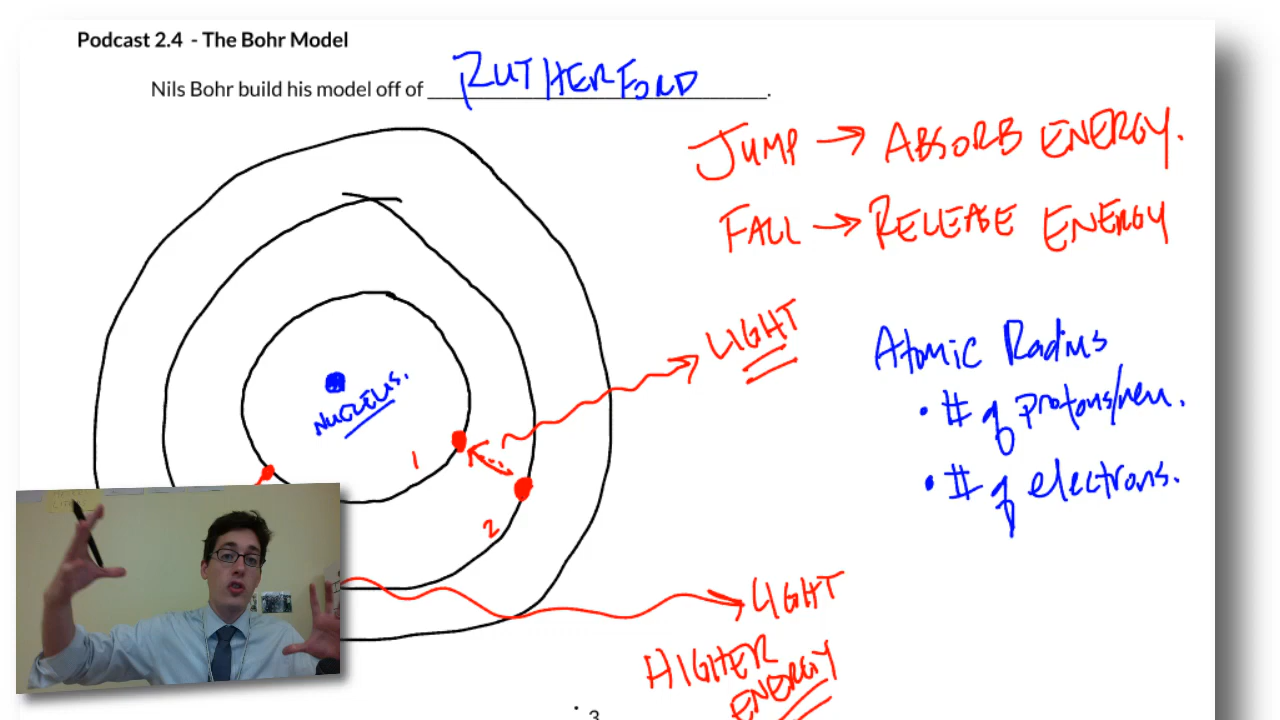 Podcast 2.4 - The Bohr Model
Nils Bohr build his model off of RUTHERFORD.
JUMP → ABSORB ENERGY.
FALL → RELEASE ENERGY
LIGHT
Atomic Radius
• # of protons/neu.
• # of electrons.
NUCLEUS.
1
2
LIGHT
HIGHER
ENERGY
3